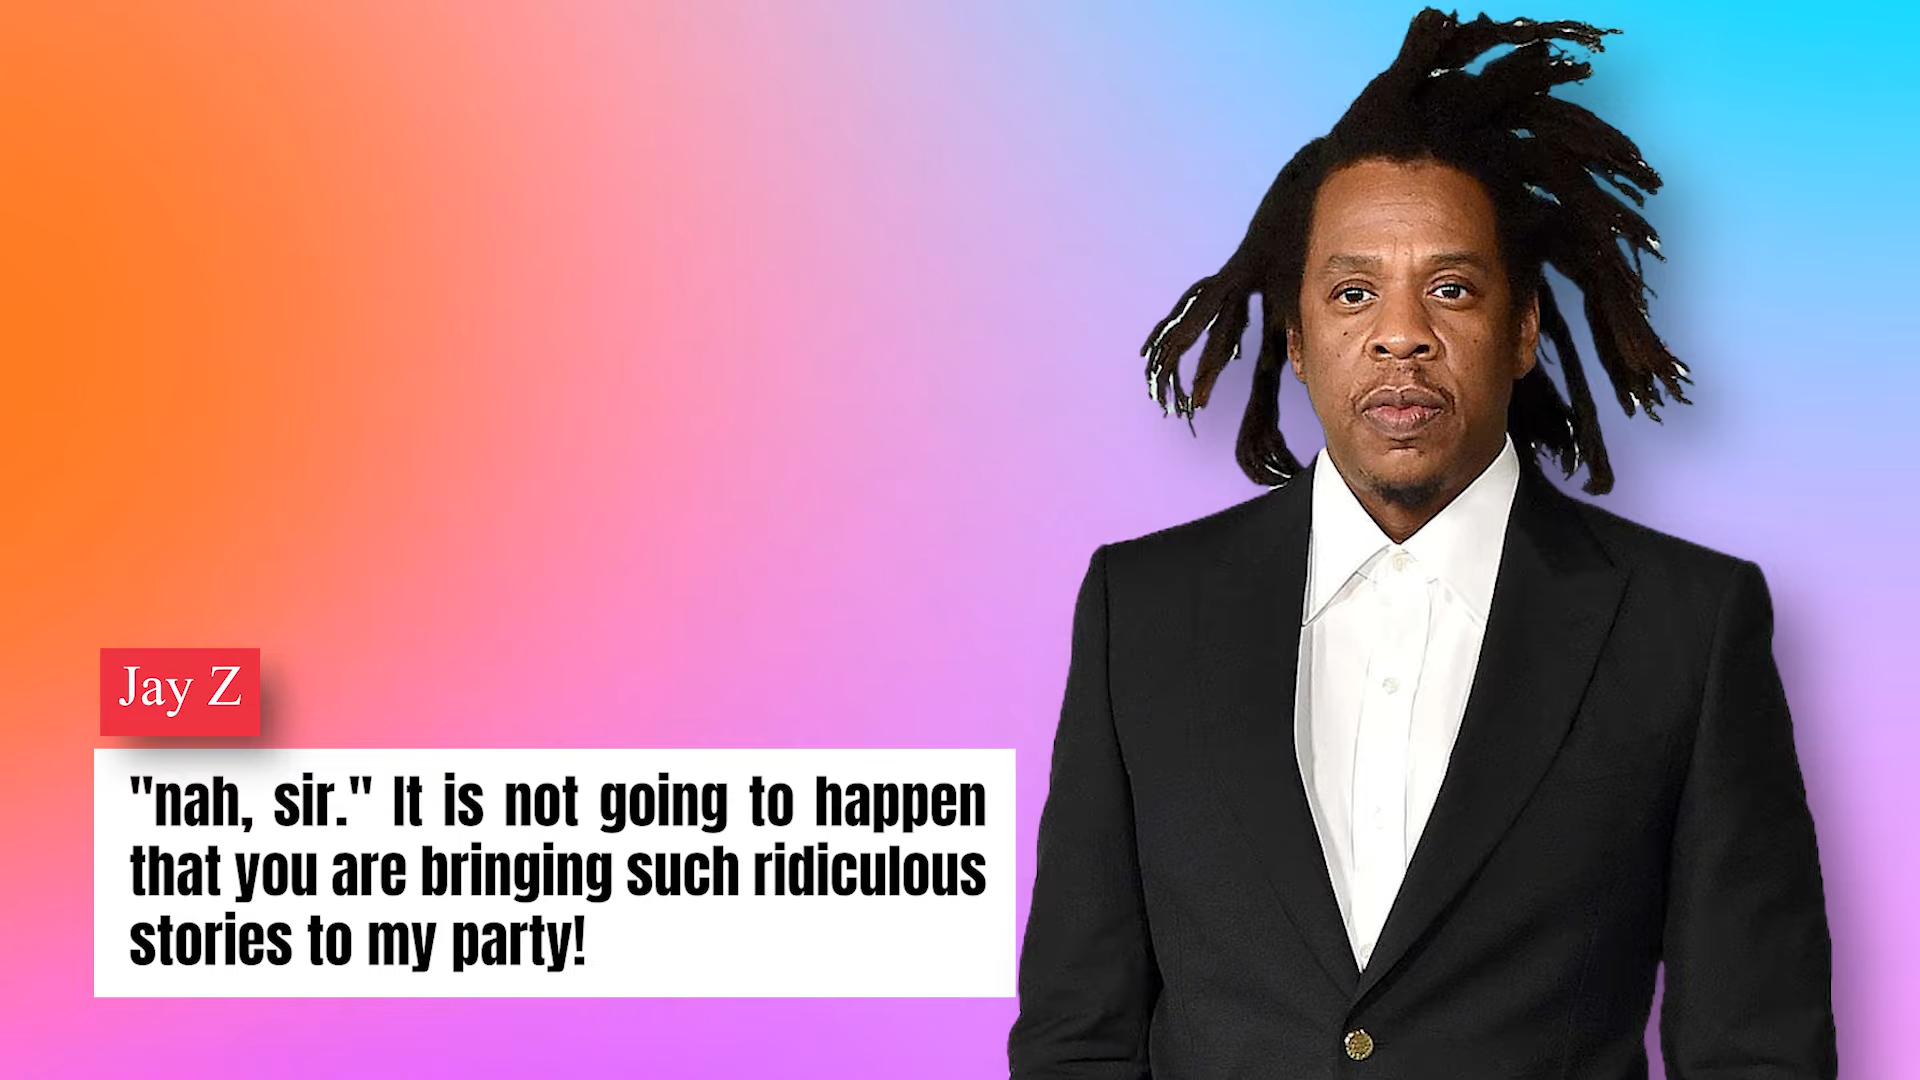 Jay Z
"nah, sir." It is not going to happen
that you are bringing such ridiculous
stories to my party!